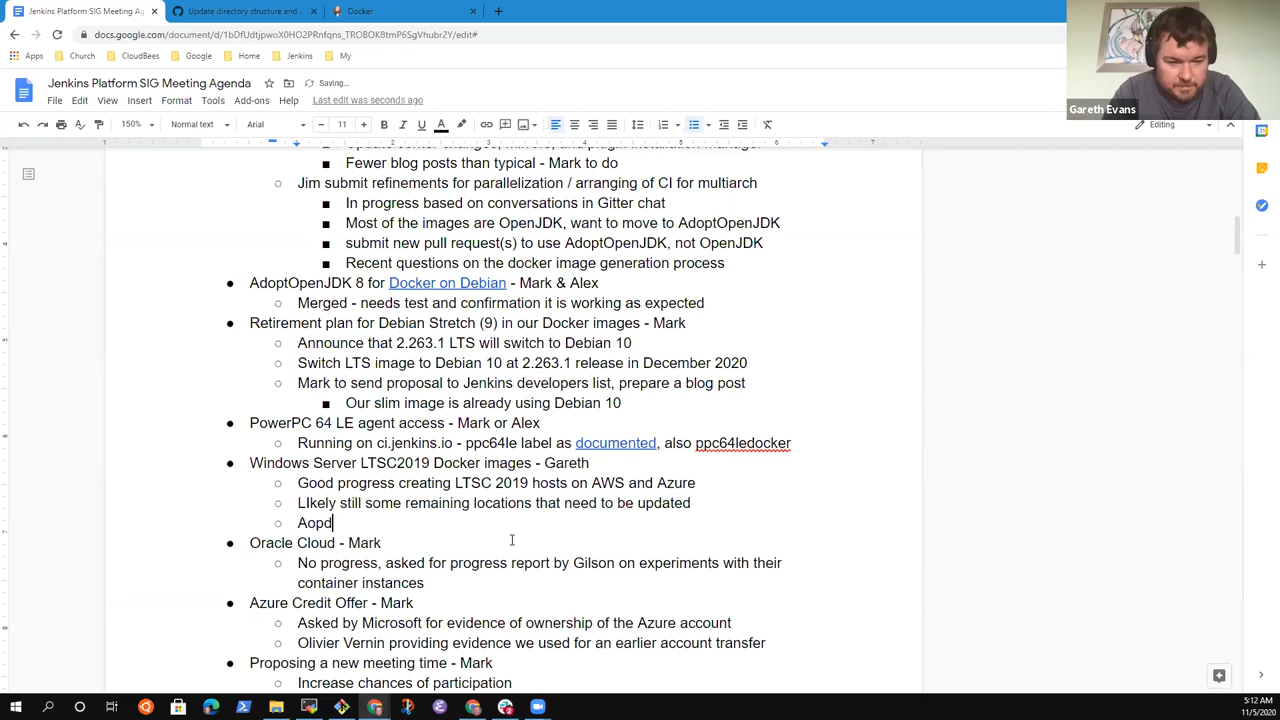 Jenkins Platform SIG Meeting Ag
Update directory structure and
Docker
docs.google.com/document/d/1bDfUdtjpwoX0HO2PRnfqns_TROBOK8tmP6SgVhubr2Y/edit#
Apps Church CloudBees Google Home Jenkins My
Jenkins Platform SIG Meeting Agenda
Saving...
File Edit View Insert Format Tools Add-ons Help Last edit was seconds ago
Gareth Evans
150% Normal text Arial 11 Editing
1 1 2 3 4 5 6 7
Fewer blog posts than typical - Mark to do
Jim submit refinements for parallelization / arranging of CI for multiarch
In progress based on conversations in Gitter chat
Most of the images are OpenJDK, want to move to AdoptOpenJDK
submit new pull request(s) to use AdoptOpenJDK, not OpenJDK
Recent questions on the docker image generation process
AdoptOpenJDK 8 for Docker on Debian - Mark & Alex
Merged - needs test and confirmation it is working as expected
Retirement plan for Debian Stretch (9) in our Docker images - Mark
Announce that 2.263.1 LTS will switch to Debian 10
Switch LTS image to Debian 10 at 2.263.1 release in December 2020
Mark to send proposal to Jenkins developers list, prepare a blog post
Our slim image is already using Debian 10
PowerPC 64 LE agent access - Mark or Alex
Running on ci.jenkins.io - ppc64le label as documented, also ppc64ledocker
Windows Server LTSC2019 Docker images - Gareth
Good progress creating LTSC 2019 hosts on AWS and Azure
LIkely still some remaining locations that need to be updated
Aopd
Oracle Cloud - Mark
No progress, asked for progress report by Gilson on experiments with their
container instances
Azure Credit Offer - Mark
Asked by Microsoft for evidence of ownership of the Azure account
Olivier Vernin providing evidence we used for an earlier account transfer
Proposing a new meeting time - Mark
Increase chances of participation
5:12 AM
11/5/2020